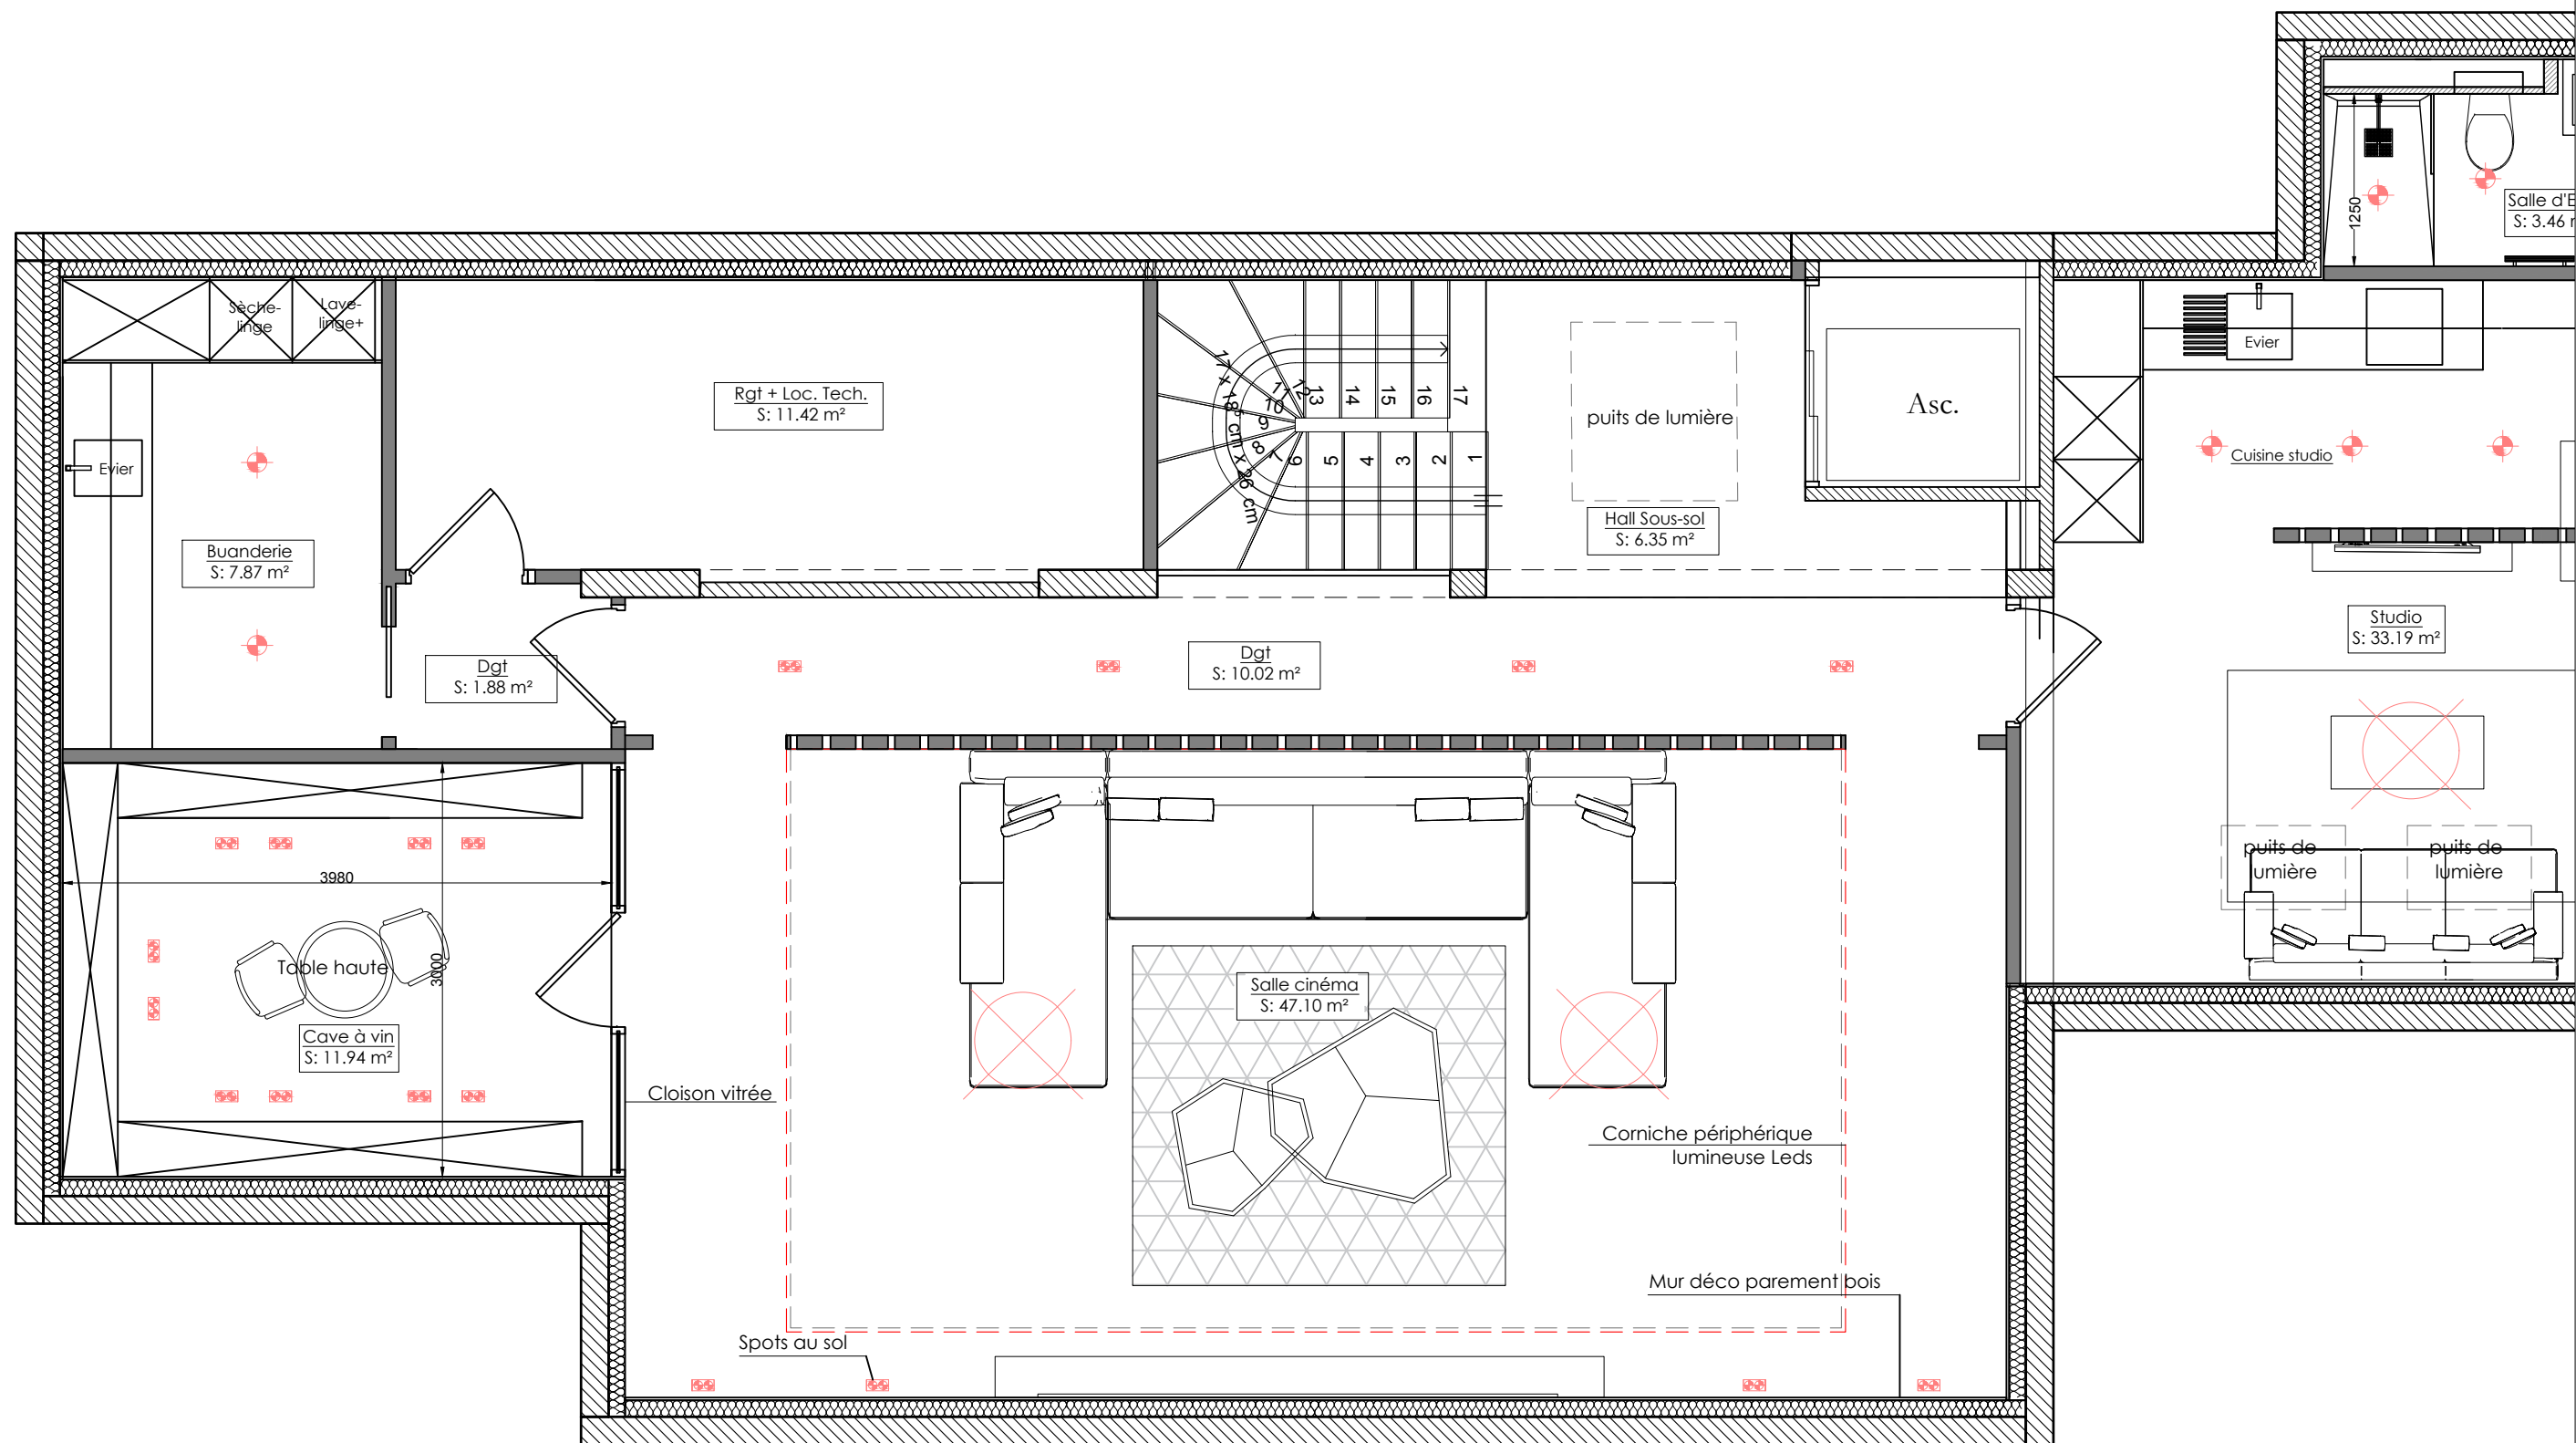 Salle d'E
S: 3.46
1250
Sèche-
linge
Lave-
linge+
Rgt + Loc. Tech.
S: 11.42 m²
17 x 18 cm x 26 cm
1
2
3
4
5
6
7
8
9
10
11
12
13
14
15
16
17
puits de lumière
Asc.
Evier
Cuisine studio
Evier
Hall Sous-sol
S: 6.35 m²
Buanderie
S: 7.87 m²
Studio
S: 33.19 m²
Dgt
S: 1.88 m²
Dgt
S: 10.02 m²
puits de
lumière
puits de
lumière
3980
3000
Table haute
Cave à vin
S: 11.94 m²
Salle cinéma
S: 47.10 m²
Cloison vitrée
Corniche périphérique
lumineuse Leds
Mur déco parement bois
Spots au sol